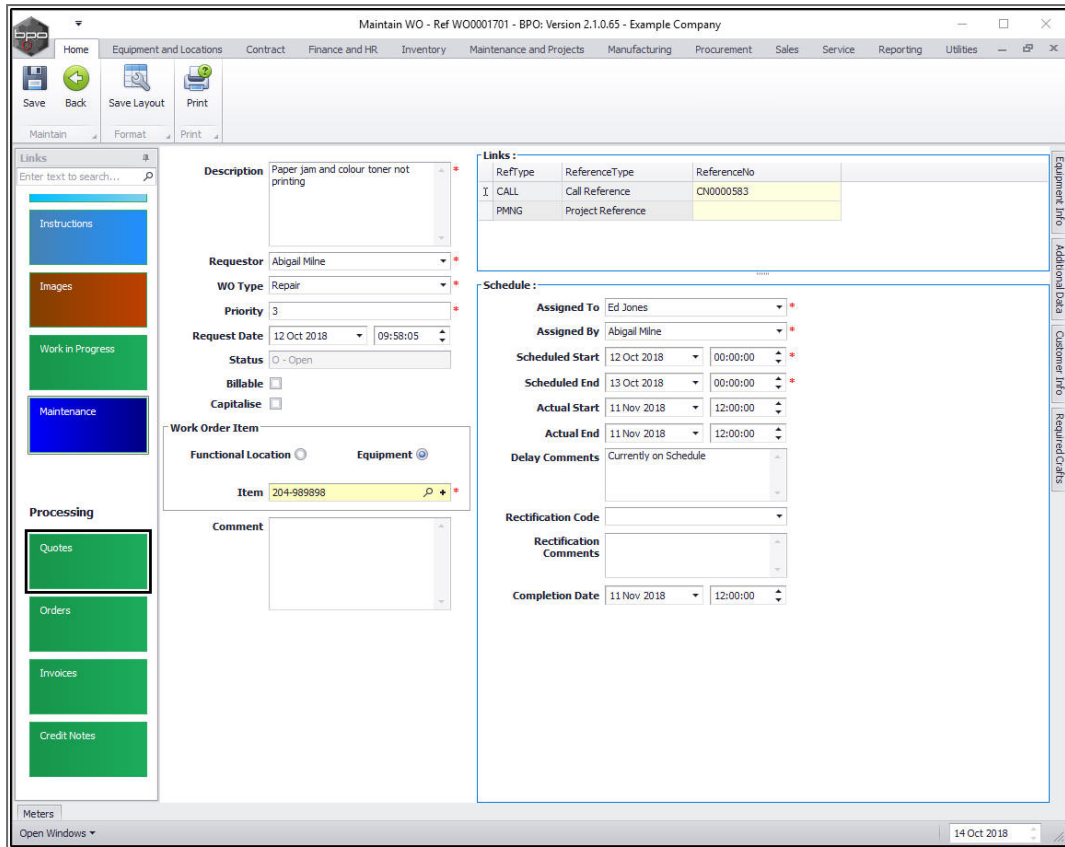 Maintain WO - Ref WO0001701 - BPO: Version 2.1.0.65 - Example Company
bpo
Home Equipment and Locations Contract Finance and HR Inventory Maintenance and Projects Manufacturing Procurement Sales Service Reporting Utilities
Save Back Save Layout Print
Maintain Format Print
Links
Enter text to search...
Instructions
Images
Work in Progress
Maintenance
Processing
Quotes
Orders
Invoices
Credit Notes
Description Paper jam and colour toner not
printing
*
Requestor Abigail Milne *
WO Type Repair *
Priority 3 *
Request Date 12 Oct 2018 09:58:05
Status O - Open
Billable
Capitalise
Work Order Item
Functional Location Equipment
Item 204-989898 + *
Comment
Links :
RefType ReferenceType ReferenceNo
CALL Call Reference CN0000583
PMNG Project Reference
Schedule :
Assigned To Ed Jones *
Assigned By Abigail Milne *
Scheduled Start 12 Oct 2018 00:00:00 *
Scheduled End 13 Oct 2018 00:00:00 *
Actual Start 11 Nov 2018 12:00:00
Actual End 11 Nov 2018 12:00:00
Delay Comments Currently on Schedule
Rectification Code
Rectification
Comments
Completion Date 11 Nov 2018 12:00:00
Equipment Info
Additional Data
Customer Info
Required Crafts
Meters
Open Windows
14 Oct 2018